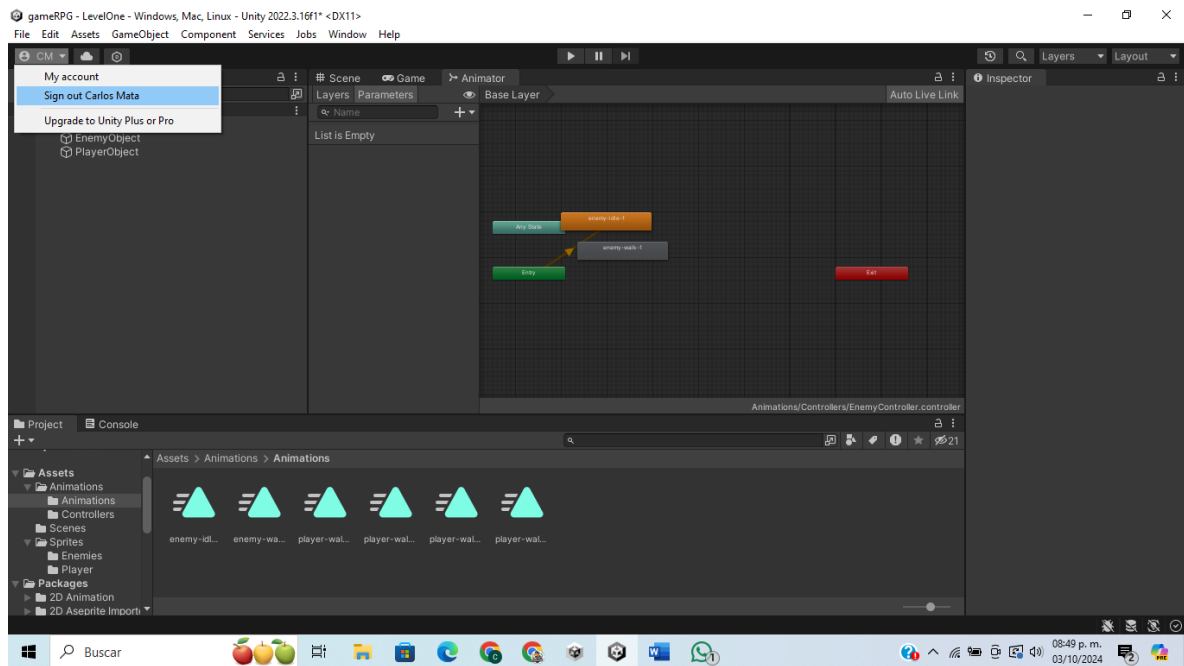 gameRPG - LevelOne - Windows, Mac, Linux - Unity 2022.3.16f1* <DX11>
File Edit Assets GameObject Component Services Jobs Window Help
CM
Layers Layout
My account
Sign out Carlos Mata
Upgrade to Unity Plus or Pro
EnemyObject
PlayerObject
Scene Game Animator
Layers Parameters Base Layer Auto Live Link
Name
List is Empty
enemy-idle-1
Any State
enemy-walk-1
Entry
Exit
Animations/Controllers/EnemyController.controller
Inspector
Project Console
21
Assets > Animations > Animations
Assets
Animations
Animations
Controllers
Scenes
Sprites
Enemies
Player
Packages
2D Animation
2D Aseprite Importe
enemy-idl... enemy-wa... player-wal... player-wal... player-wal... player-wal...
Buscar
1
08:49 p. m.
03/10/2024
2
PRE